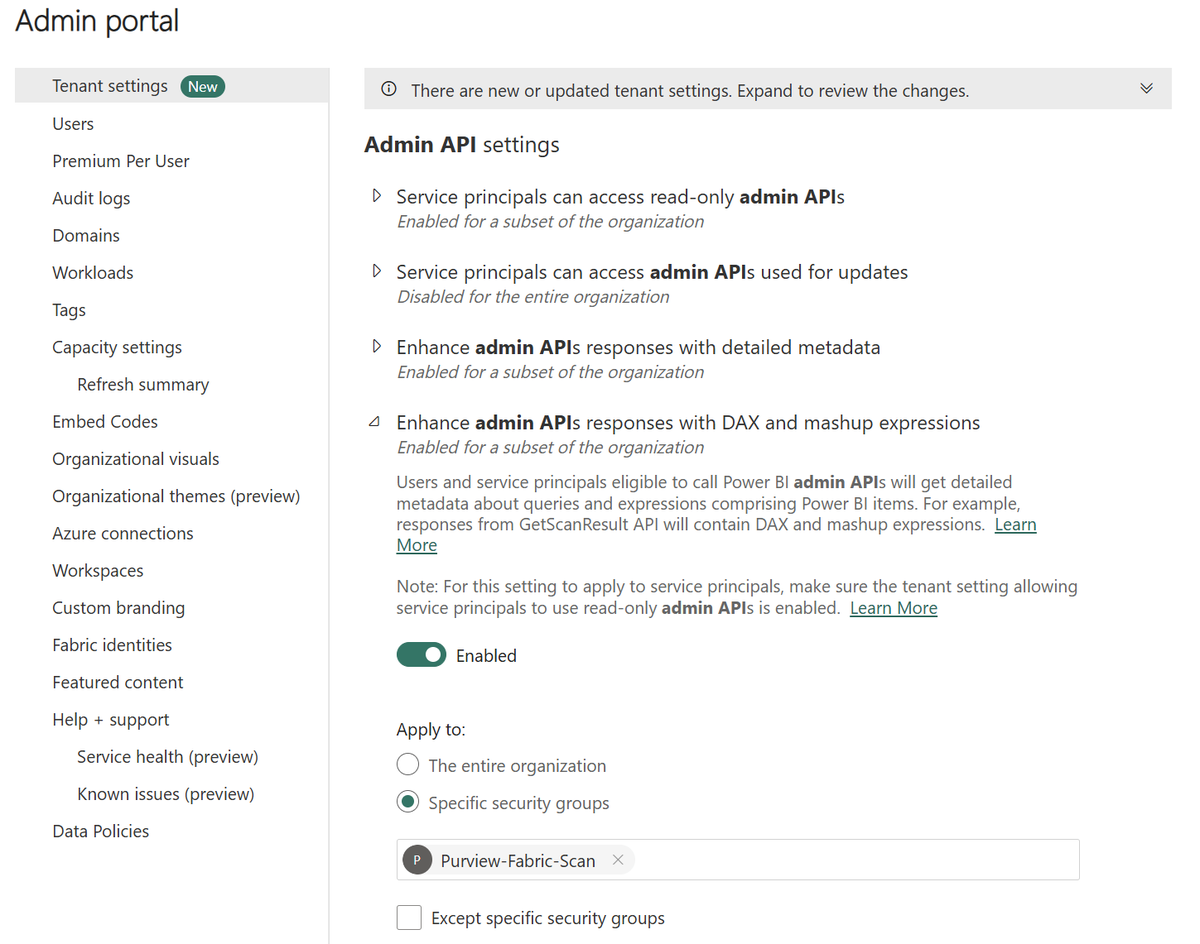 Admin portal
Tenant settings New
Users
Premium Per User
Audit logs
Domains
Workloads
Tags
Capacity settings
Refresh summary
Embed Codes
Organizational visuals
Organizational themes (preview)
Azure connections
Workspaces
Custom branding
Fabric identities
Featured content
Help + support
Service health (preview)
Known issues (preview)
Data Policies
There are new or updated tenant settings. Expand to review the changes.
Admin API settings
Service principals can access read-only admin APIs
Enabled for a subset of the organization
Service principals can access admin APIs used for updates
Disabled for the entire organization
Enhance admin APIs responses with detailed metadata
Enabled for a subset of the organization
Enhance admin APIs responses with DAX and mashup expressions
Enabled for a subset of the organization
Users and service principals eligible to call Power BI admin APIs will get detailed
metadata about queries and expressions comprising Power BI items. For example,
responses from GetScanResult API will contain DAX and mashup expressions. Learn
More
Note: For this setting to apply to service principals, make sure the tenant setting allowing
service principals to use read-only admin APIs is enabled. Learn More
Enabled
Apply to:
The entire organization
Specific security groups
P Purview-Fabric-Scan
Except specific security groups